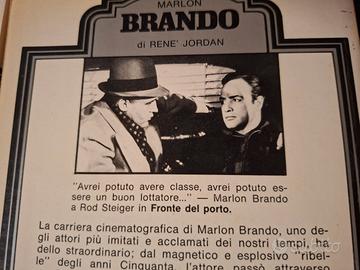 MARLON
BRANDO
di RENE' JORDAN
"Avrei potuto avere classe, avrei potuto es-
sere un buon lottatore..." — Marlon Brando
a Rod Steiger in Fronte del porto.
La carriera cinematografica di Marlon Brando, uno de-
gli attori più imitati e acclamati dei nostri tempi, ha
dello straordinario; dal magnetico e esplosivo "ribel-
le" degli anni Cinquanta, l'attore passò attraverso
subito.it